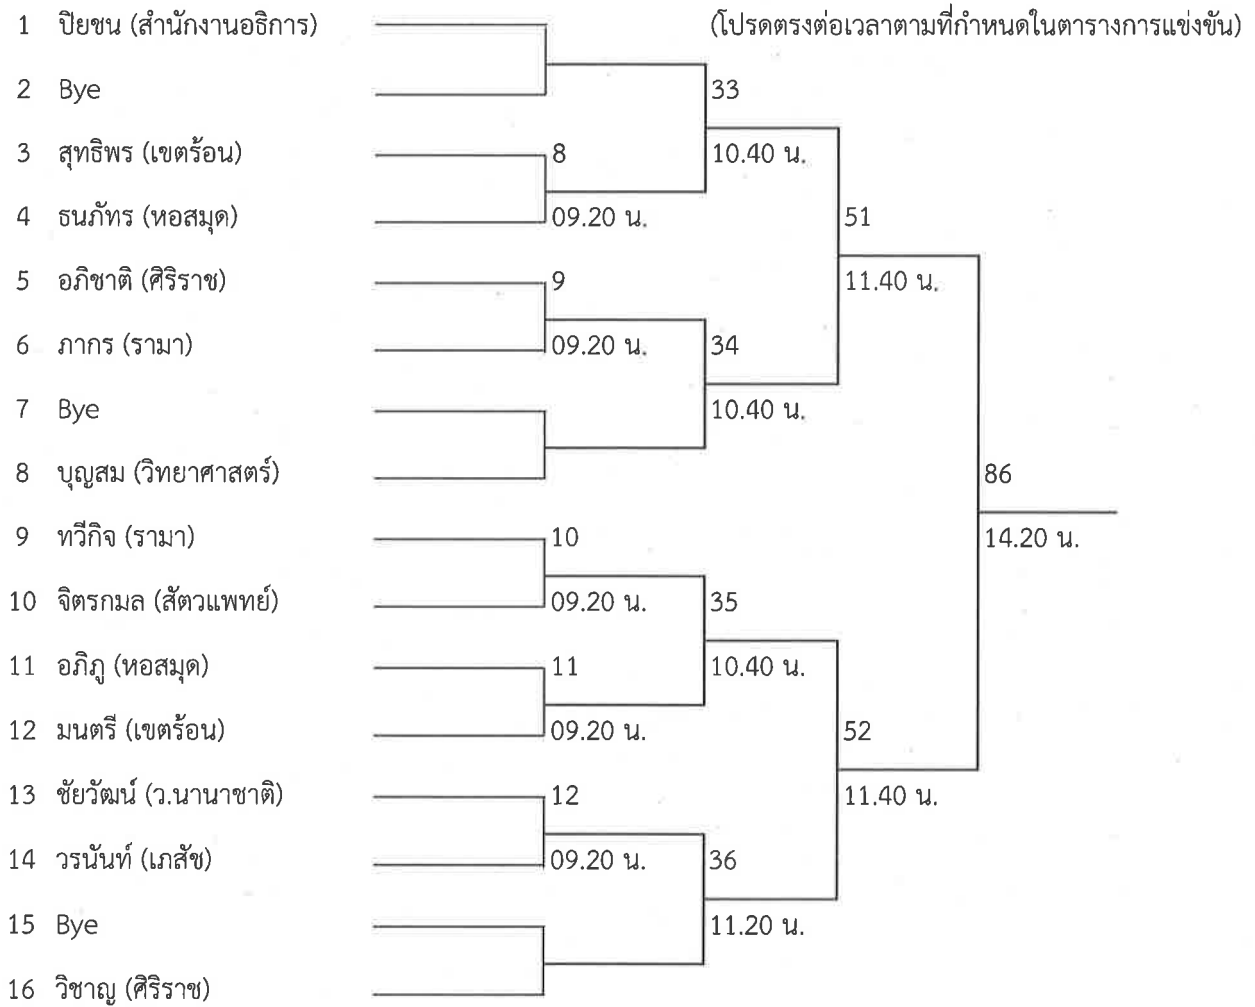 1 ปิยชน (สำนักงานอธิการ) (โปรดตรงต่อเวลาตามที่กำหนดในตารางการแข่งขัน)
2 Bye 33
3 สุทธิพร (เขตร้อน) 8 10.40 น.
4 ธนภัทร (หอสมุด) 09.20 น. 51
5 อภิชาติ (ศิริราช) 9 11.40 น.
6 ภากร (รามา) 09.20 น. 34
7 Bye 10.40 น.
8 บุญสม (วิทยาศาสตร์) 86
9 ทวีกิจ (รามา) 10 14.20 น.
10 จิตรกมล (สัตวแพทย์) 09.20 น. 35
11 อภิภู (หอสมุด) 11 10.40 น.
12 มนตรี (เขตร้อน) 09.20 น. 52
13 ชัยวัฒน์ (ว.นานาชาติ) 12 11.40 น.
14 วรนันท์ (เภสัช) 09.20 น. 36
15 Bye 11.20 น.
16 วิชาญ (ศิริราช)